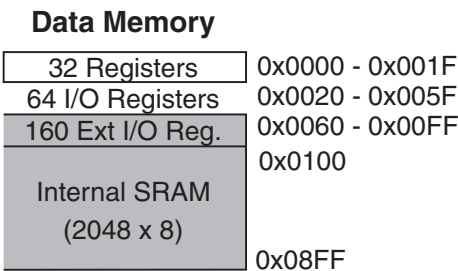 Data Memory
32 Registers 0x0000 - 0x001F
64 I/O Registers 0x0020 - 0x005F
160 Ext I/O Reg. 0x0060 - 0x00FF
0x0100
Internal SRAM
(2048 x 8)
0x08FF